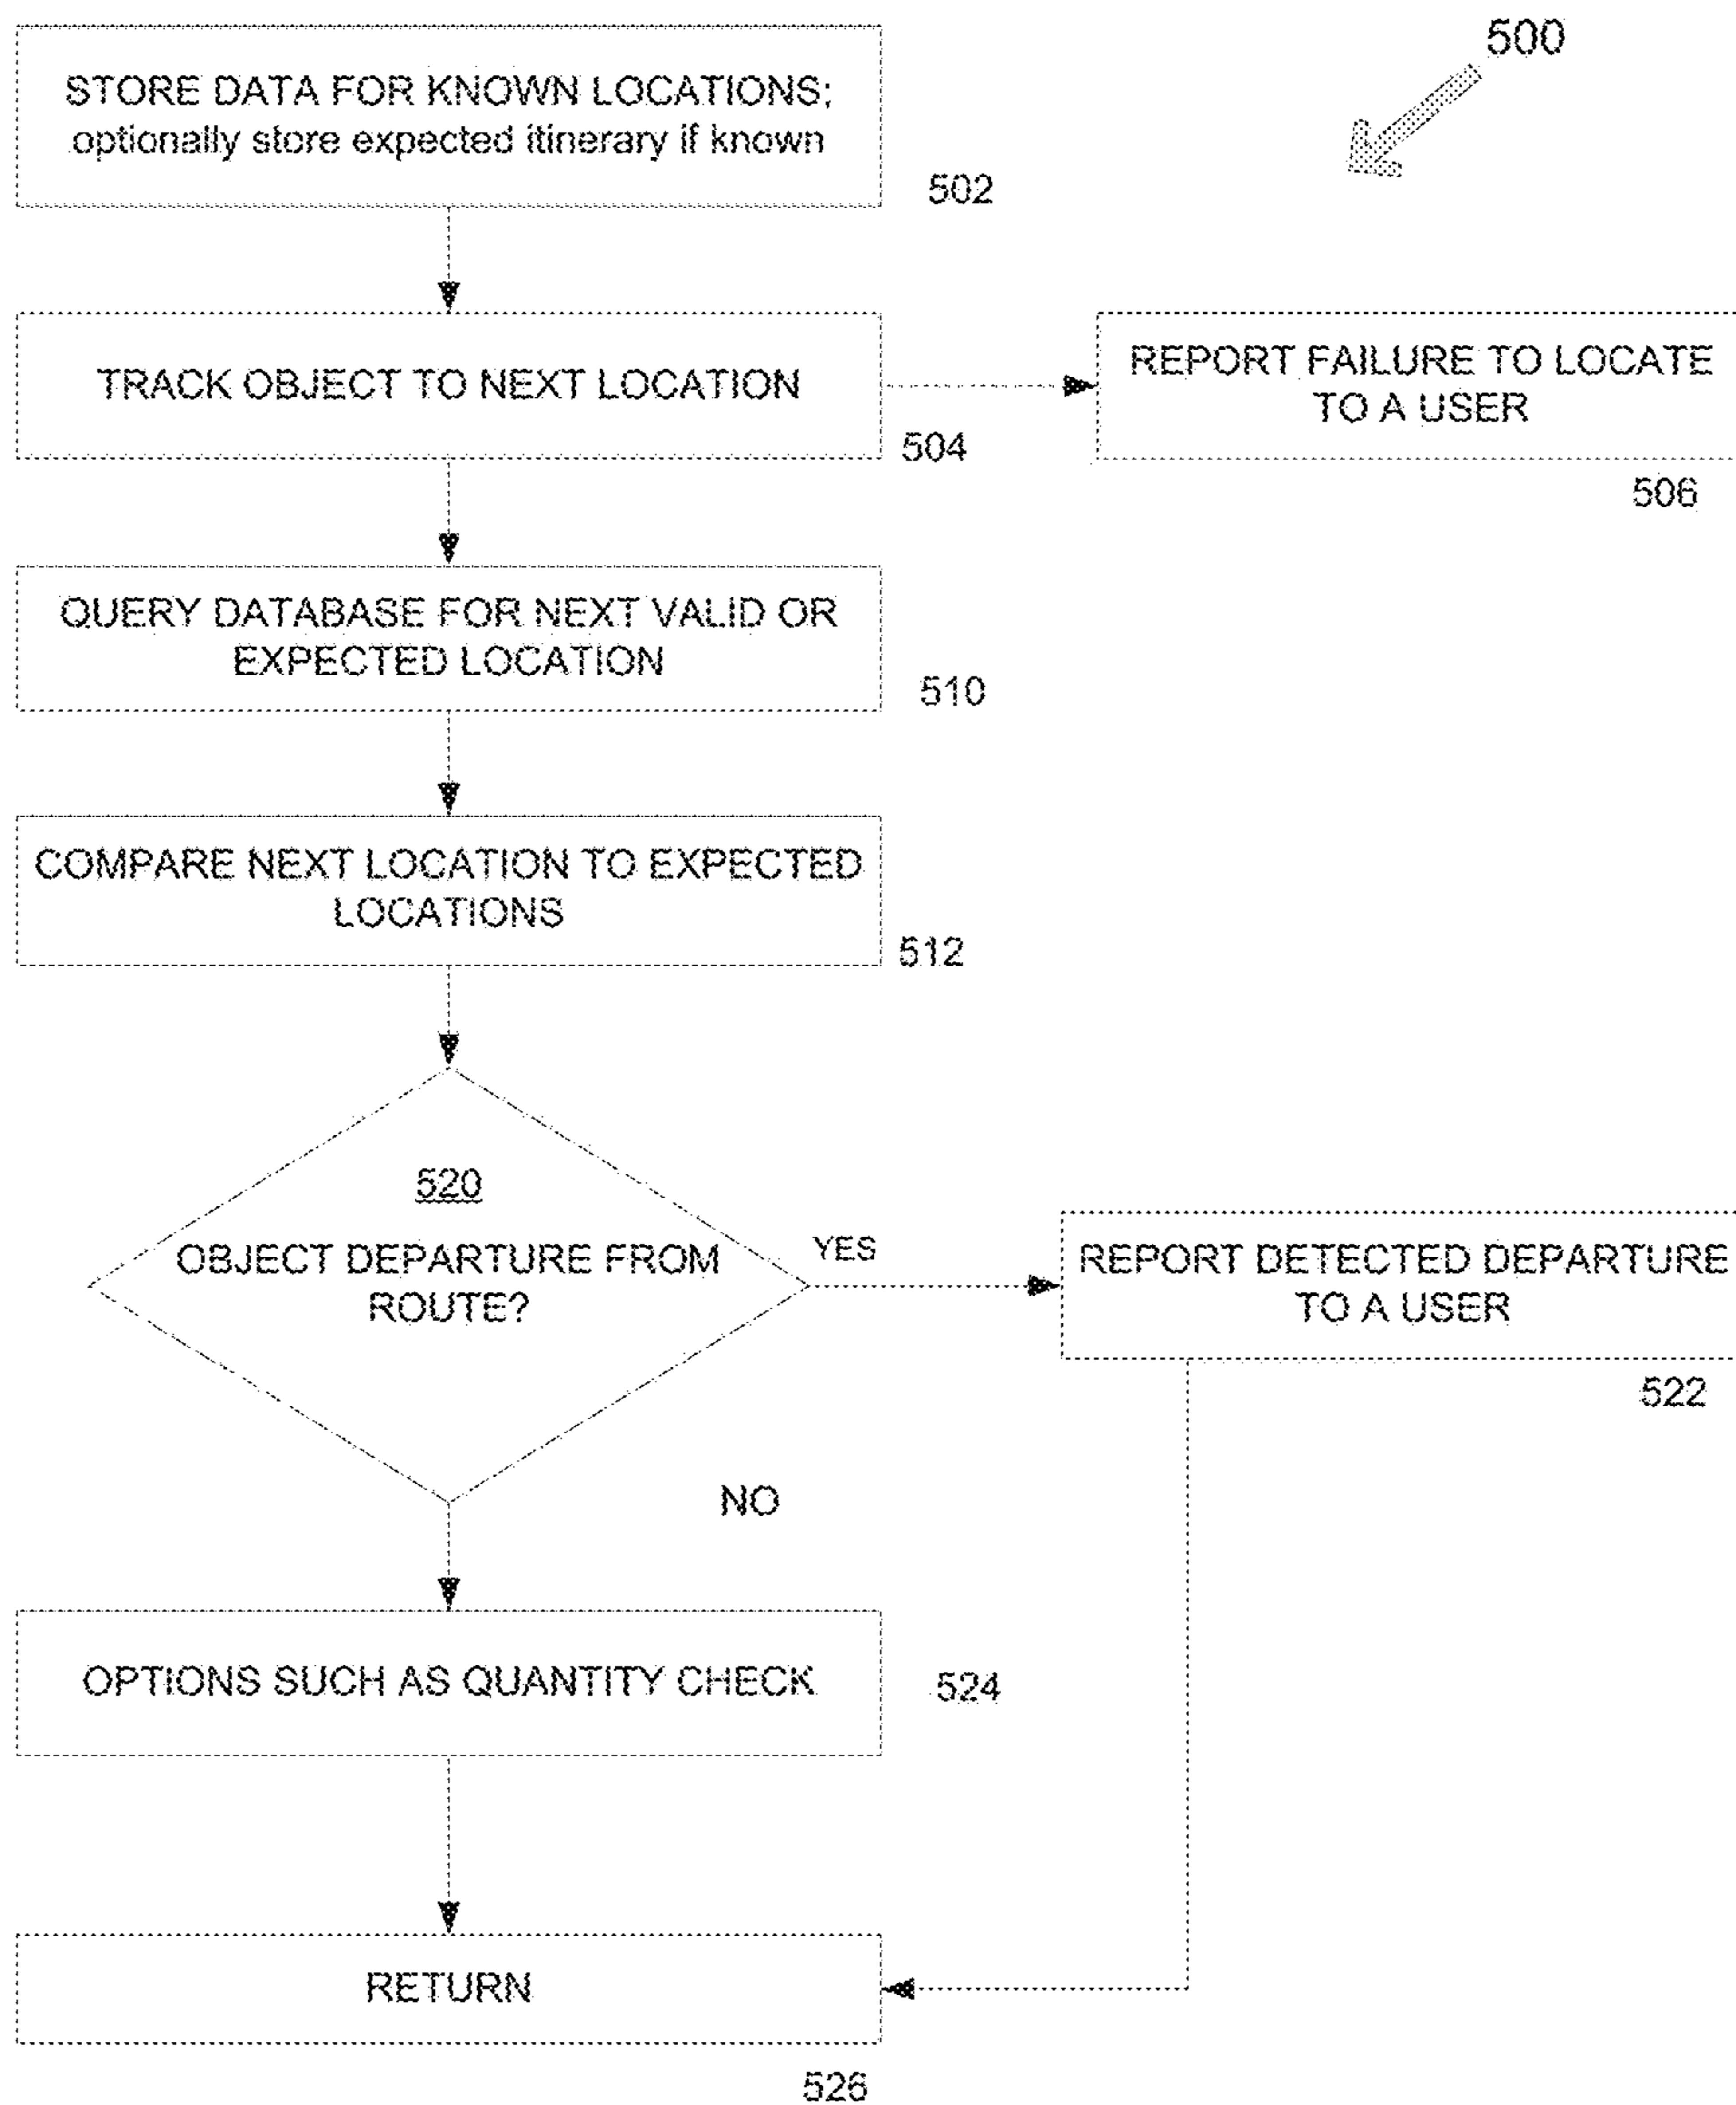 500
STORE DATA FOR KNOWN LOCATIONS;
optionally store expected itinerary if known
502
TRACK OBJECT TO NEXT LOCATION
504
REPORT FAILURE TO LOCATE
TO A USER
506
QUERY DATABASE FOR NEXT VALID OR
EXPECTED LOCATION
510
COMPARE NEXT LOCATION TO EXPECTED
LOCATIONS
512
520
OBJECT DEPARTURE FROM
ROUTE?
YES
REPORT DETECTED DEPARTURE
TO A USER
522
NO
OPTIONS SUCH AS QUANTITY CHECK
524
RETURN
526